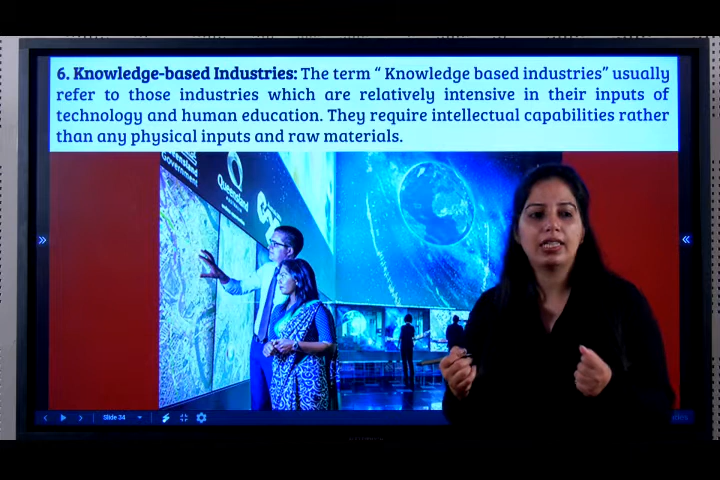 6. Knowledge-based Industries: The term “ Knowledge based industries” usually
refer to those industries which are relatively intensive in their inputs of
technology and human education. They require intellectual capabilities rather
than any physical inputs and raw materials.
Queensland
Government
Queensland
Slide 34